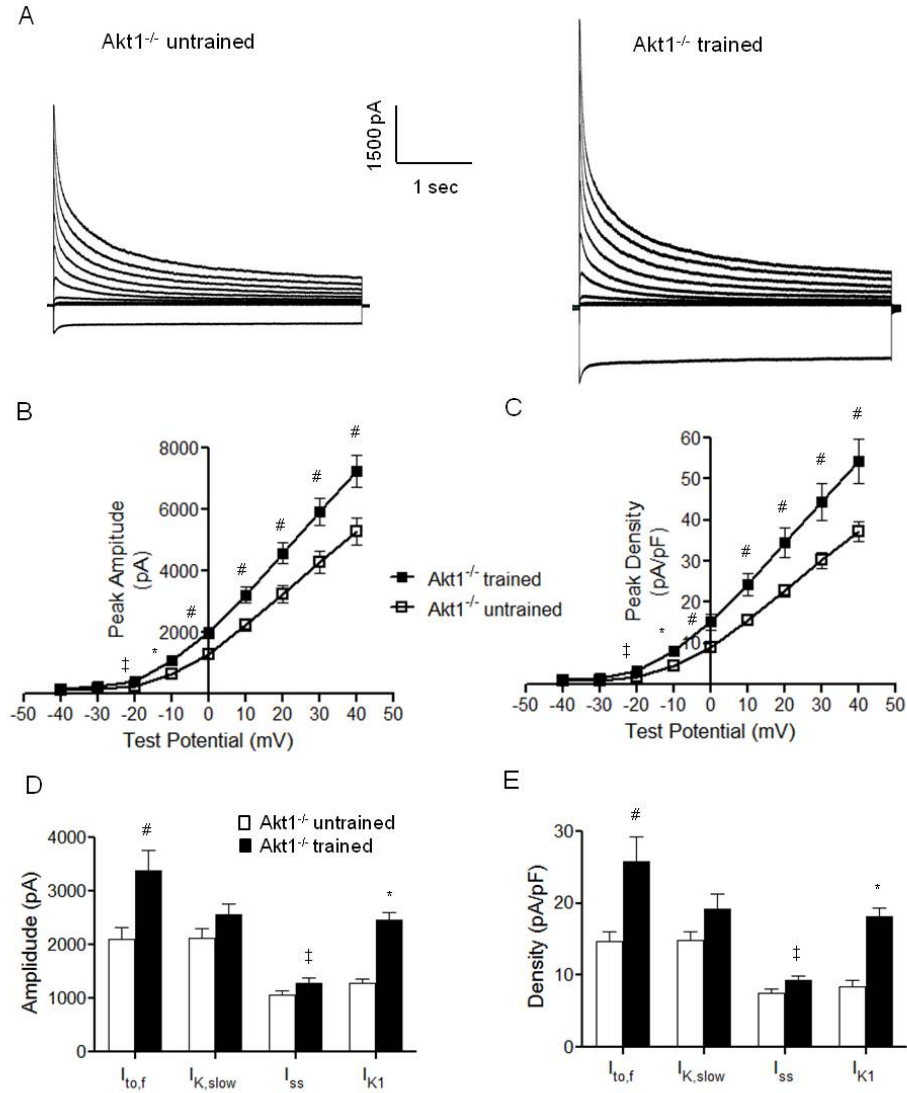 A
Akt1-/- untrained
Akt1-/- trained
1500 pA
1 sec
B
Peak Ampitude
(pA)
8000
6000
4000
2000
# # # # #
* ‡
-50 -40 -30 -20 -10 0 10 20 30 40 50
Test Potential (mV)
Akt1-/- trained
Akt1-/- untrained
C
Peak Density
(pA/pF)
60
50
40
30
20
10
# # # # #
* ‡
-50 -40 -30 -20 -10 0 10 20 30 40 50
Test Potential (mV)
D
Akt1-/- untrained
Akt1-/- trained
Amplidude (pA)
4000
3000
2000
1000
0
# ‡ *
Ito,f IK,slow Iss IK1
E
Density (pA/pF)
30
20
10
0
# ‡ *
Ito,f IK,slow Iss IK1